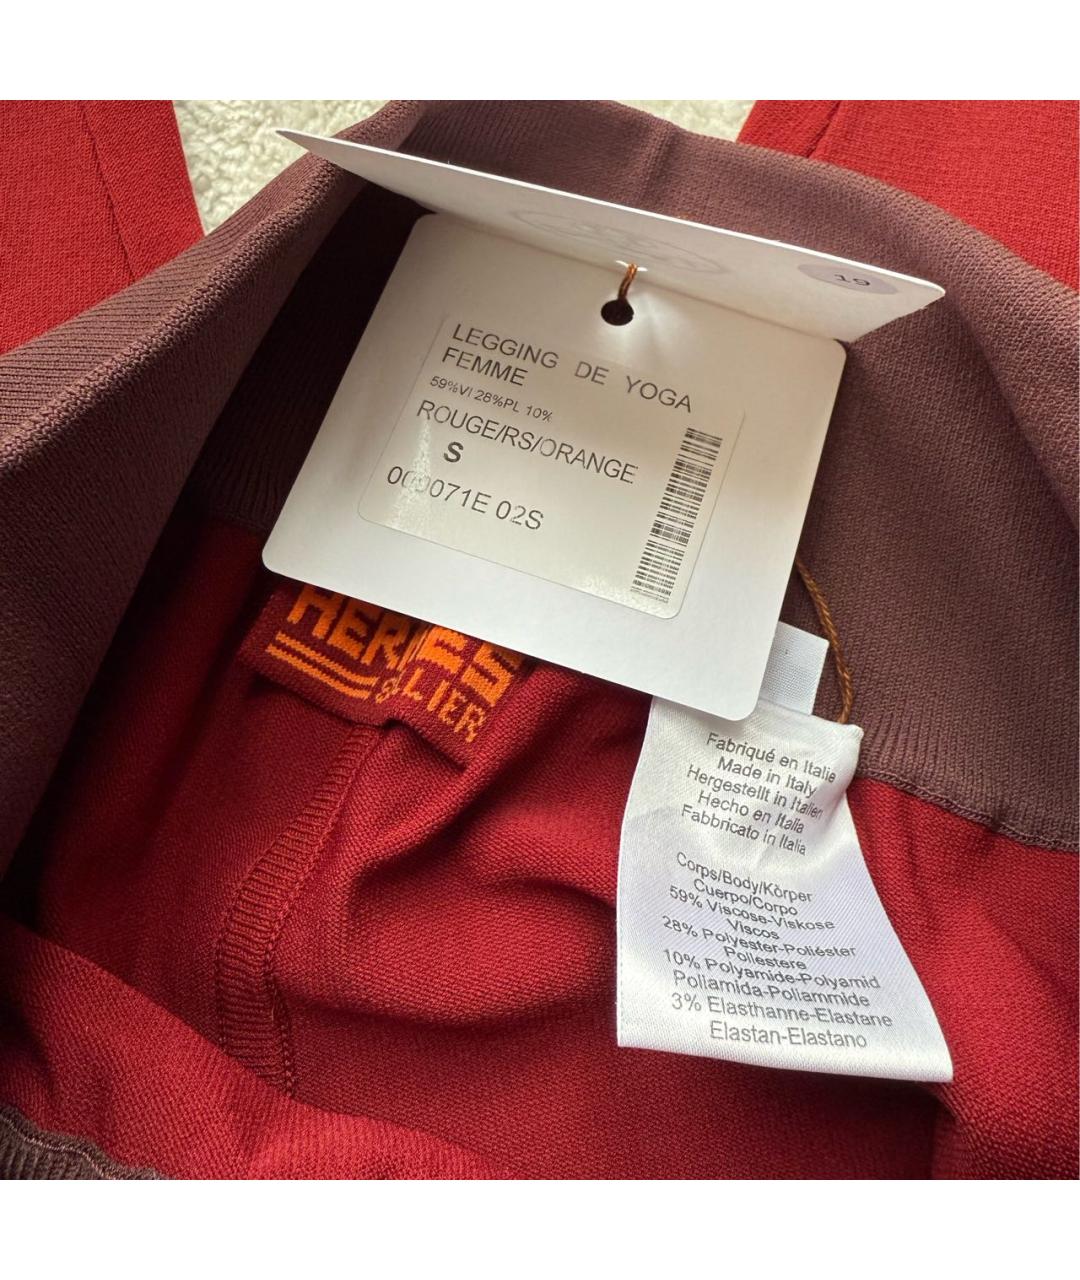 19
LEGGING DE YOGA
FEMME
59%VI 28%PL 10%
ROUGE/RS/ORANGE
S
000071E 02S
HERMES
SELLIER
Fabriqué en Italie
Made in Italy
Hergestellt in Italien
Hecho en Italia
Fabbricato in Italia
Corps/Body/Körper
Cuerpo/Corpo
59% Viscose-Viskose
Viscos
28% Polyester-Poliéster
Poliestere
10% Polyamide-Polyamid
Poliamida-Poliammide
3% Elasthanne-Elastane
Elastan-Elastano